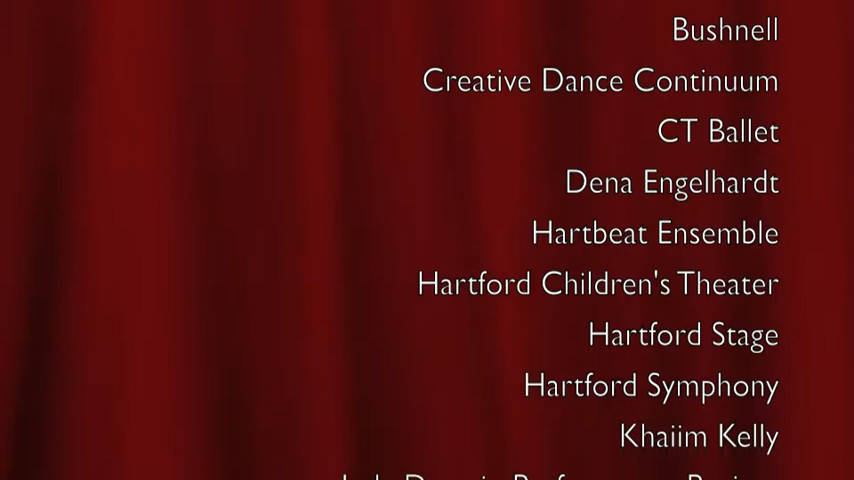 Bushnell
Creative Dance Continuum
CT Ballet
Dena Engelhardt
Hartbeat Ensemble
Hartford Children's Theater
Hartford Stage
Hartford Symphony
Khaiim Kelly